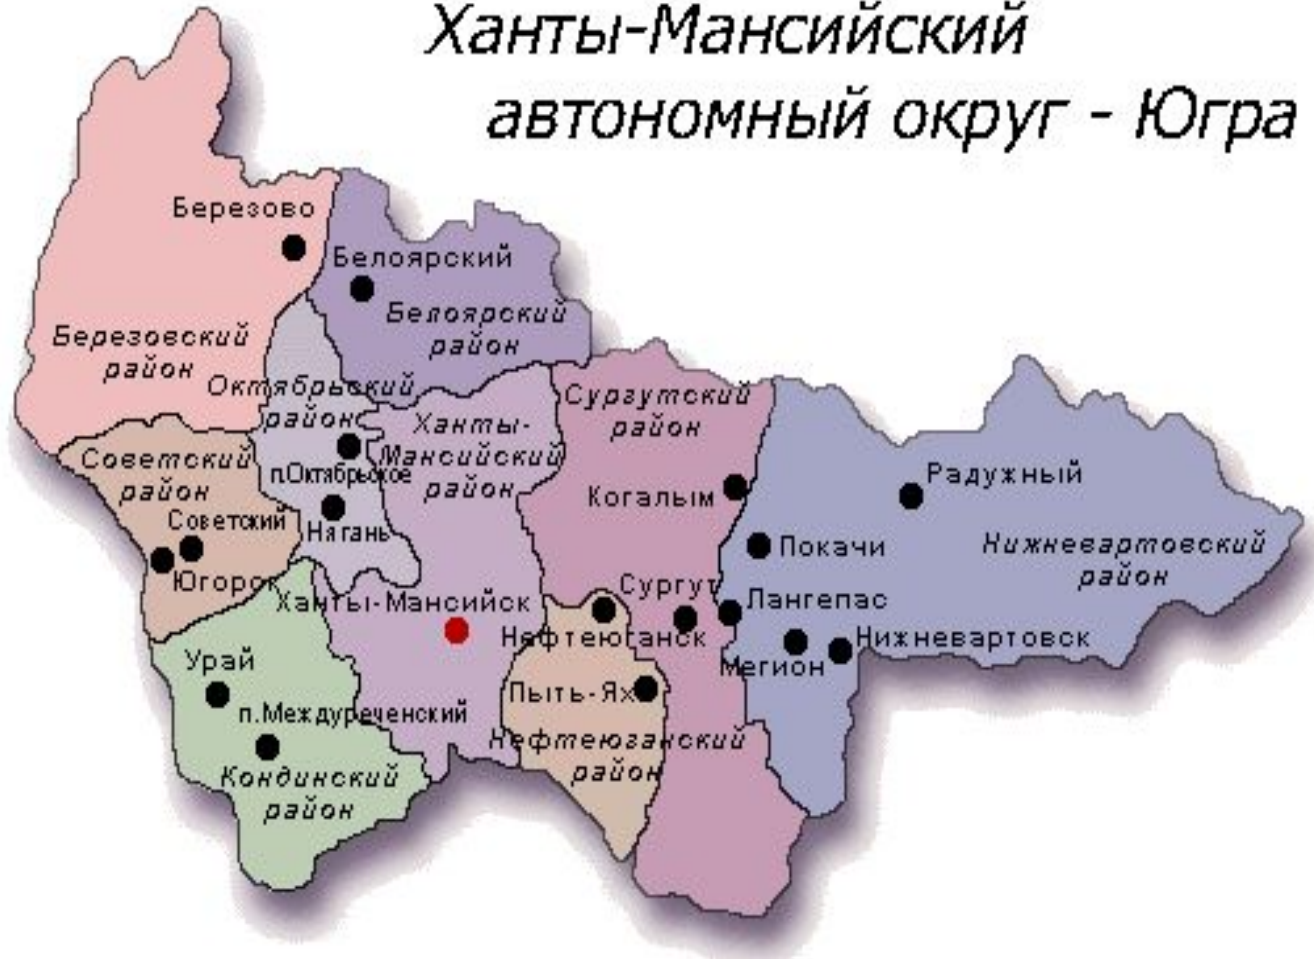 Ханты-Мансийский
автономный округ - Югра
Березово
Белоярский
Белоярский
район
Березовский
район
Октябрьский
район
Сургутский
район
Ханты-
Мансийский
район
Советский
район
п.Октябрьское
Радужный
Когалым
Советский
Нягань
Покачи
Нижневартовский
район
Югорск
Ханты-Мансийск
Сургут
Лангепас
Нефтеюганск
Нижневартовск
Мегион
Урай
Пыть-Ях
п.Междуреченский
Нефтеюганский
район
Кондинский
район